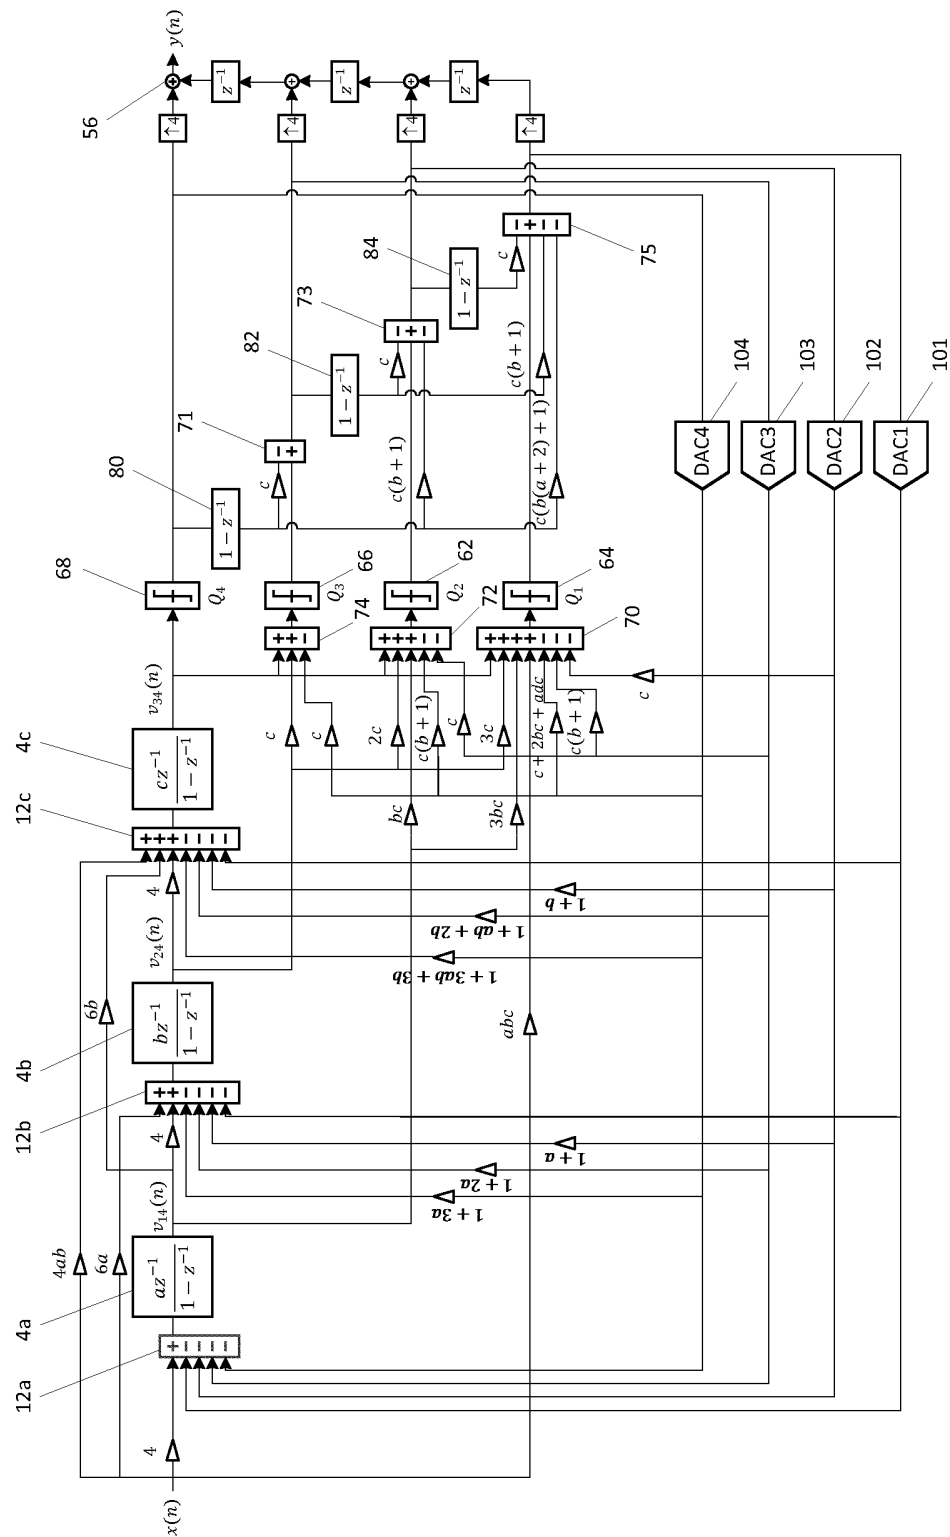 12a
4a
12b
4b
12c
4c
68
80
71
82
73
84
56
4ab
6a
6b
x(n)
4
+
−
−
−
−
az⁻¹
1 − z⁻¹
v₁₄(n)
4
+
+
−
−
−
−
bz⁻¹
1 − z⁻¹
v₂₄(n)
4
+
+
+
−
−
−
−
cz⁻¹
1 − z⁻¹
v₃₄(n)
Q₄
↑4
+
y(n)
1 − z⁻¹
z⁻¹
c
c
+
+
−
74
Q₃
66
c
−
+
↑4
+
1 − z⁻¹
z⁻¹
bc
2c
c(b + 1)
c
+
+
+
−
−
72
Q₂
62
c(b + 1)
c
−
+
−
↑4
+
1 − z⁻¹
z⁻¹
abc
3bc
3c
c + 2bc + adc
c(b + 1)
c
+
+
+
+
−
−
−
70
Q₁
64
c(b(a + 2) + 1)
c(b + 1)
c
−
+
−
−
75
↑4
1 + 3a
1 + 2a
1 + a
1 + 3ab + 3b
1 + ab + 2b
1 + b
DAC4
104
DAC3
103
DAC2
102
DAC1
101